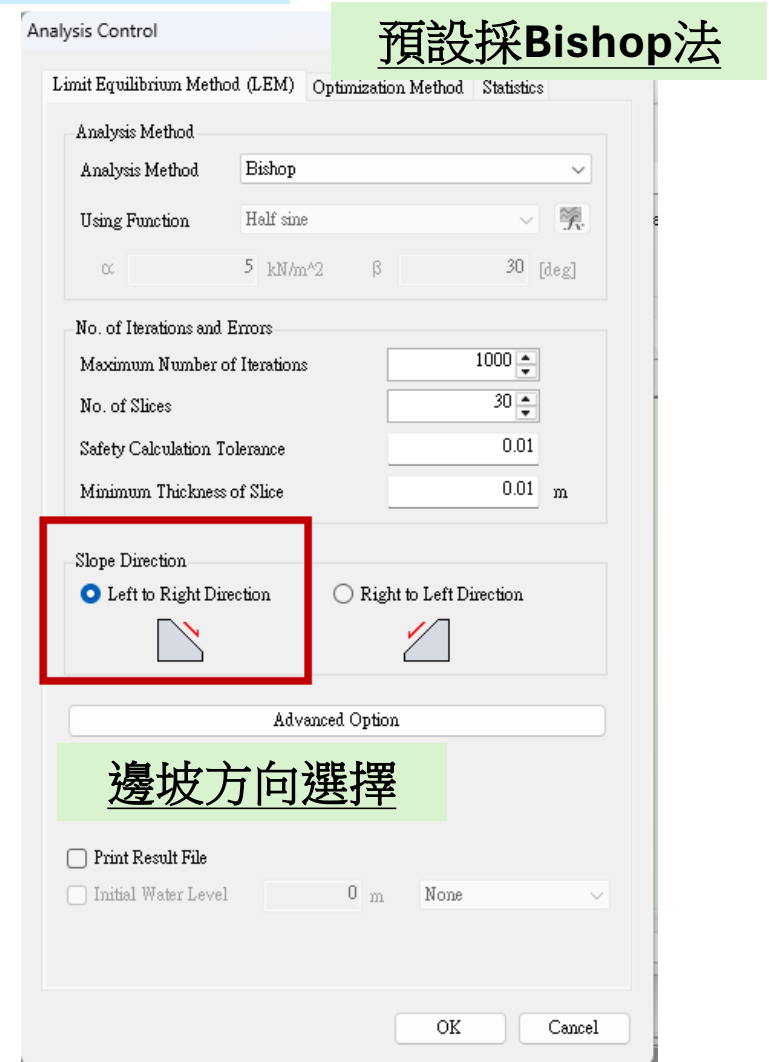 預設採Bishop法
Analysis Control
Limit Equilibrium Method (LEM) Optimization Method Statistics
Analysis Method
Analysis Method Bishop
Using Function Half sine
α 5 kN/m^2 β 30 [deg]
No. of Iterations and Errors
Maximum Number of Iterations 1000
No. of Slices 30
Safety Calculation Tolerance 0.01
Minimum Thickness of Slice 0.01 m
Slope Direction
Left to Right Direction Right to Left Direction
Advanced Option
邊坡方向選擇
Print Result File
Initial Water Level 0 m None
OK Cancel